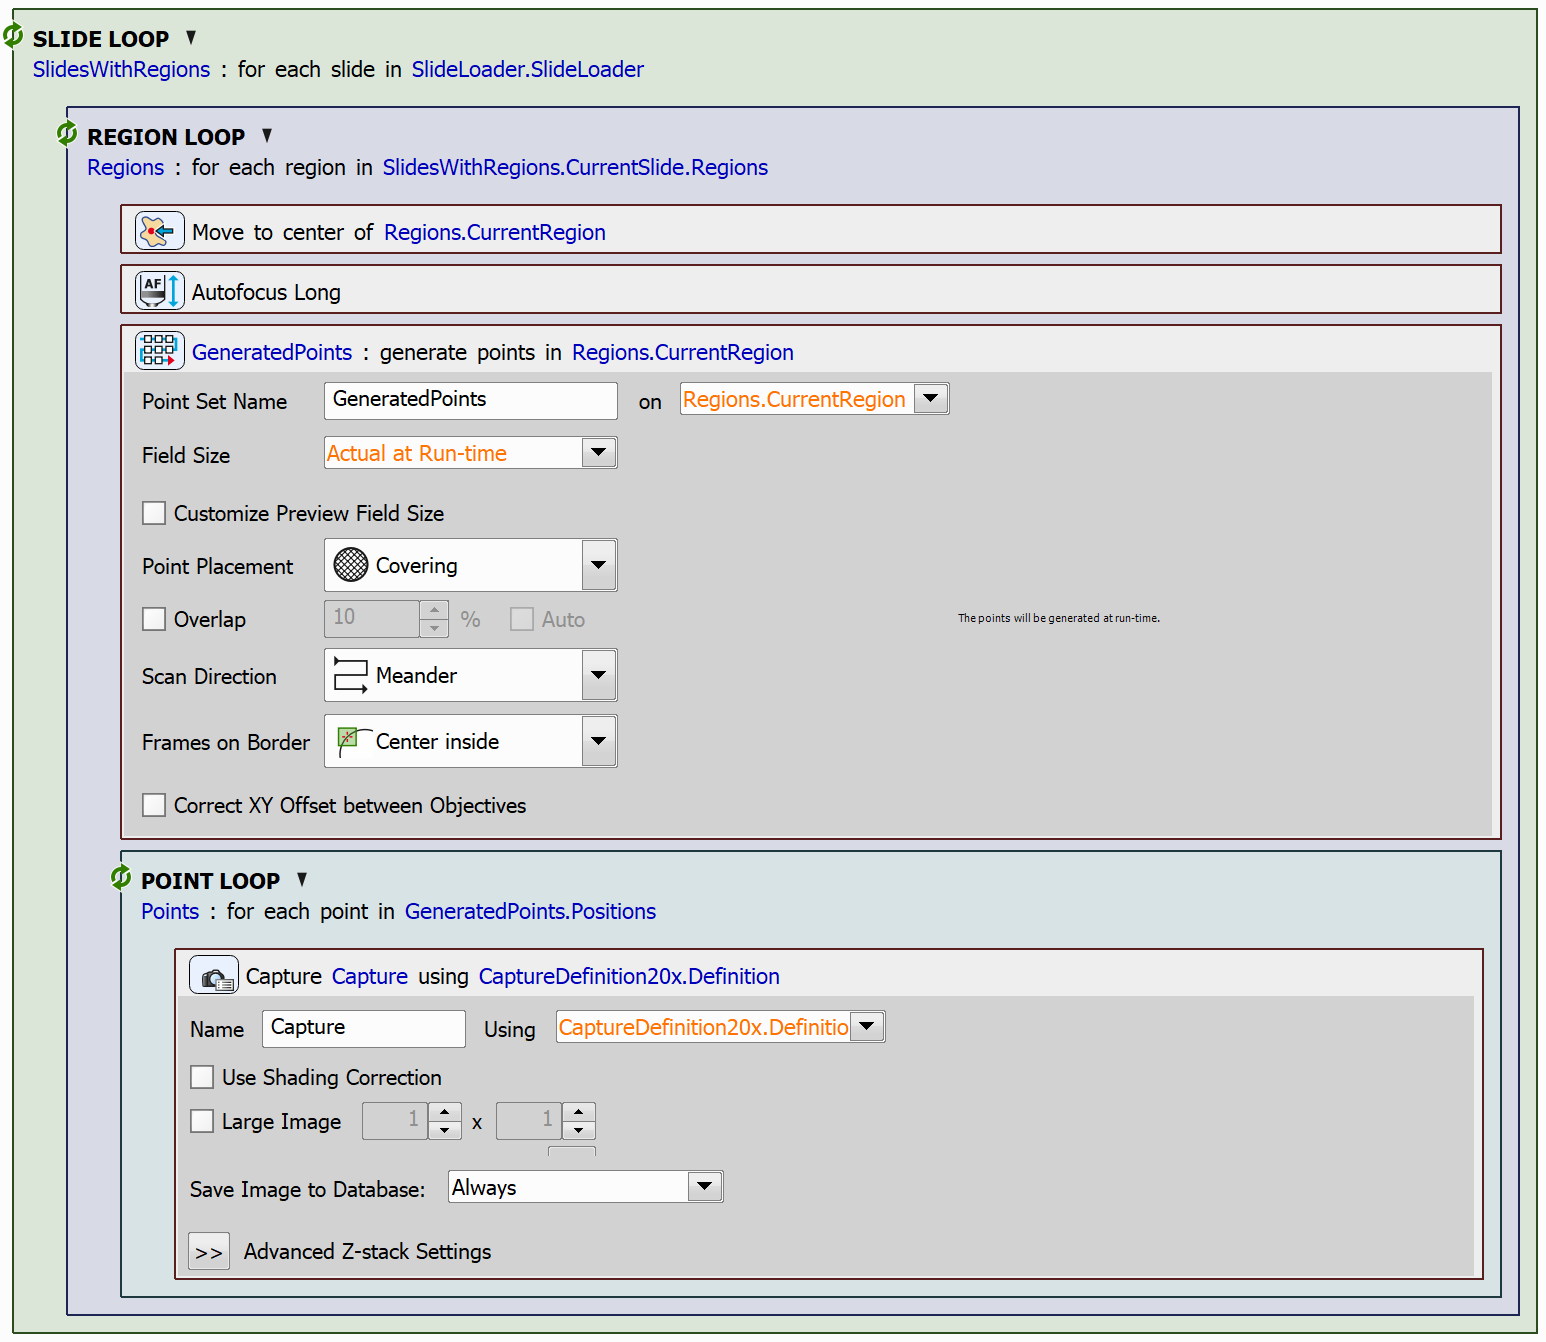 SLIDE LOOP
SlidesWithRegions : for each slide in SlideLoader.SlideLoader
REGION LOOP
Regions : for each region in SlidesWithRegions.CurrentSlide.Regions
Move to center of Regions.CurrentRegion
AF Autofocus Long
GeneratedPoints : generate points in Regions.CurrentRegion
Point Set Name GeneratedPoints on Regions.CurrentRegion
Field Size Actual at Run-time
Customize Preview Field Size
Point Placement Covering
Overlap 10 % Auto
The points will be generated at run-time.
Scan Direction Meander
Frames on Border Center inside
Correct XY Offset between Objectives
POINT LOOP
Points : for each point in GeneratedPoints.Positions
Capture Capture using CaptureDefinition20x.Definition
Name Capture Using CaptureDefinition20x.Definitio
Use Shading Correction
Large Image 1 x 1
Save Image to Database: Always
>> Advanced Z-stack Settings